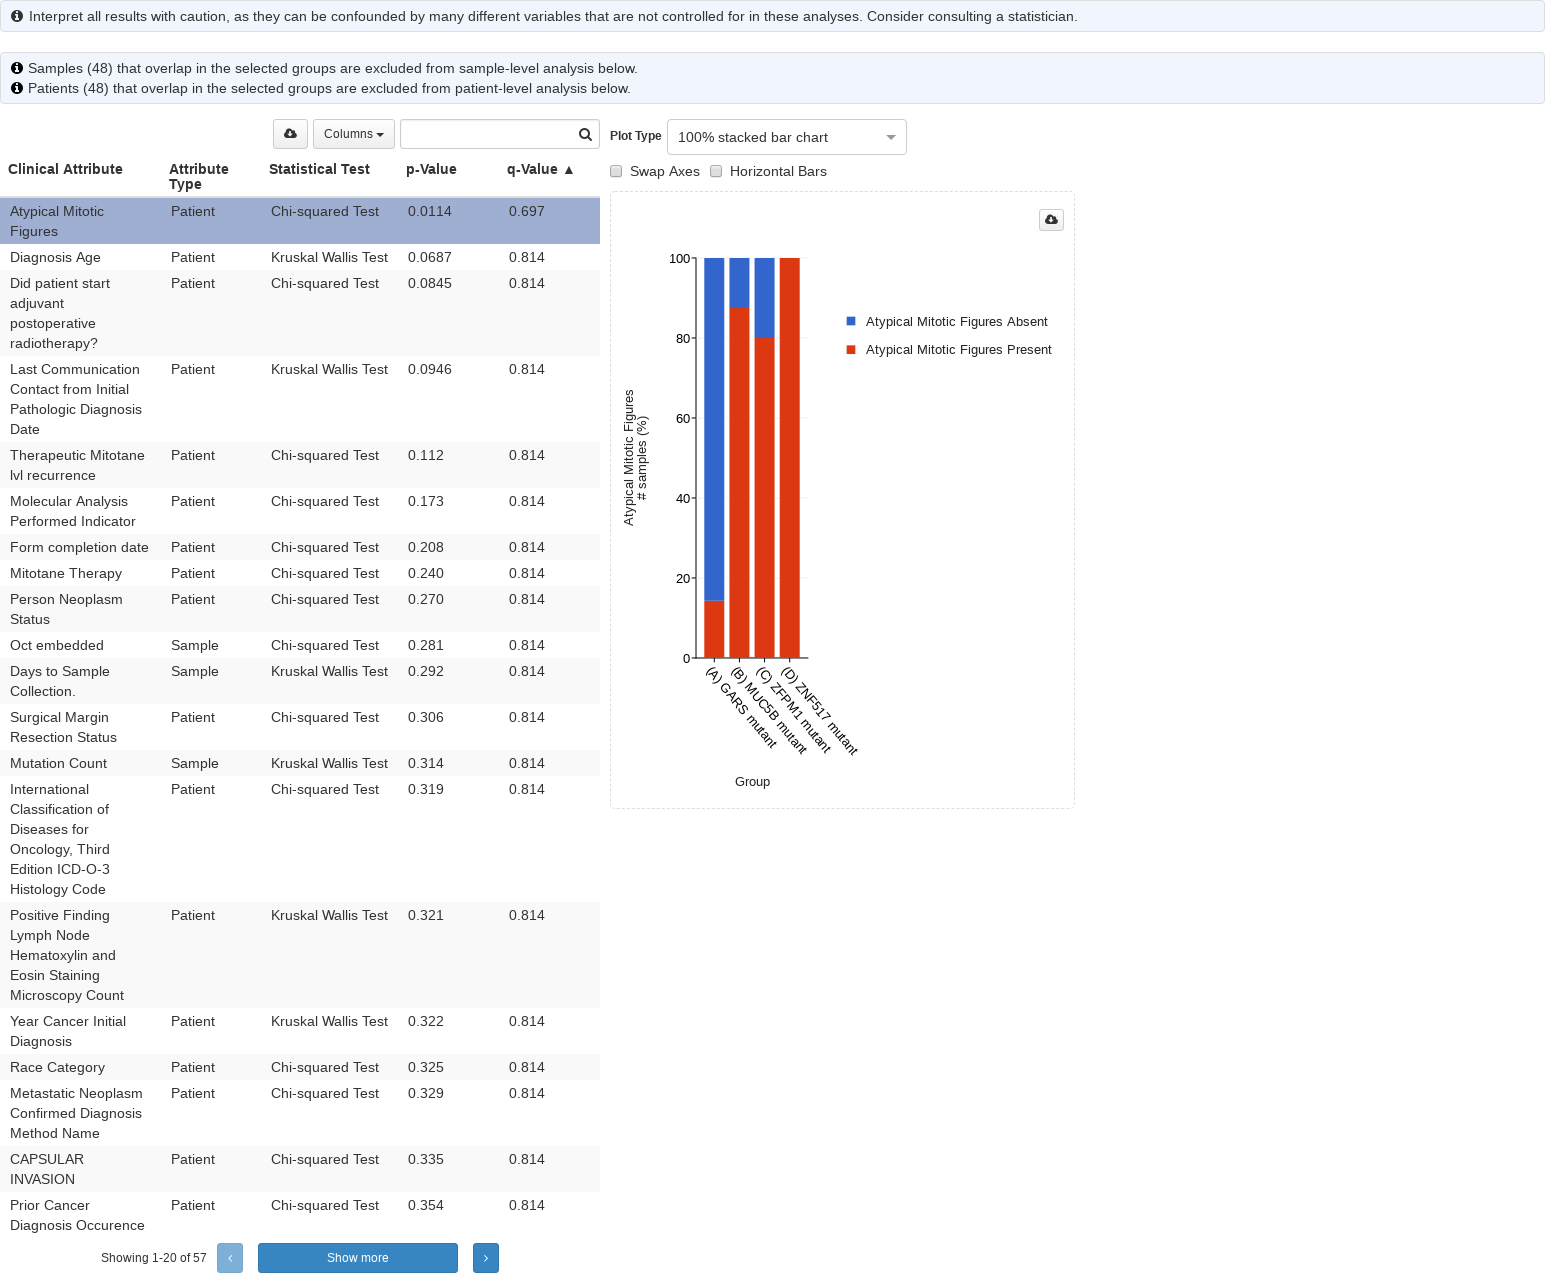 Interpret all results with caution, as they can be confounded by many different variables that are not controlled for in these analyses. Consider consulting a statistician.
Samples (48) that overlap in the selected groups are excluded from sample-level analysis below.
Patients (48) that overlap in the selected groups are excluded from patient-level analysis below.
Columns
Clinical Attribute Attribute Type Statistical Test p-Value q-Value ▲
Atypical Mitotic Patient Chi-squared Test 0.0114 0.697
Figures
Diagnosis Age Patient Kruskal Wallis Test 0.0687 0.814
Did patient start Patient Chi-squared Test 0.0845 0.814
adjuvant
postoperative
radiotherapy?
Last Communication Patient Kruskal Wallis Test 0.0946 0.814
Contact from Initial
Pathologic Diagnosis
Date
Therapeutic Mitotane Patient Chi-squared Test 0.112 0.814
lvl recurrence
Molecular Analysis Patient Chi-squared Test 0.173 0.814
Performed Indicator
Form completion date Patient Chi-squared Test 0.208 0.814
Mitotane Therapy Patient Chi-squared Test 0.240 0.814
Person Neoplasm Patient Chi-squared Test 0.270 0.814
Status
Oct embedded Sample Chi-squared Test 0.281 0.814
Days to Sample Sample Kruskal Wallis Test 0.292 0.814
Collection.
Surgical Margin Patient Chi-squared Test 0.306 0.814
Resection Status
Mutation Count Sample Kruskal Wallis Test 0.314 0.814
International Patient Chi-squared Test 0.319 0.814
Classification of
Diseases for
Oncology, Third
Edition ICD-O-3
Histology Code
Positive Finding Patient Kruskal Wallis Test 0.321 0.814
Lymph Node
Hematoxylin and
Eosin Staining
Microscopy Count
Year Cancer Initial Patient Kruskal Wallis Test 0.322 0.814
Diagnosis
Race Category Patient Chi-squared Test 0.325 0.814
Metastatic Neoplasm Patient Chi-squared Test 0.329 0.814
Confirmed Diagnosis
Method Name
CAPSULAR Patient Chi-squared Test 0.335 0.814
INVASION
Prior Cancer Patient Chi-squared Test 0.354 0.814
Diagnosis Occurence
Showing 1-20 of 57 ‹ Show more ›
Plot Type 100% stacked bar chart
Swap Axes Horizontal Bars
100
80
60
40
20
0
Atypical Mitotic Figures
# samples (%)
Atypical Mitotic Figures Absent
Atypical Mitotic Figures Present
(A) GARS mutant
(B) MUC5B mutant
(C) ZFPM1 mutant
(D) ZNF517 mutant
Group